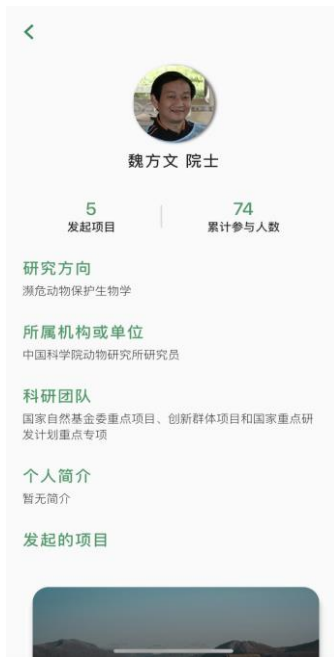 魏方文 院士
5
74
发起项目
累计参与人数
研究方向
濒危动物保护生物学
所属机构或单位
中国科学院动物研究所研究员
科研团队
国家自然基金委重点项目、创新群体项目和国家重点研
发计划重点专项
个人简介
暂无简介
发起的项目